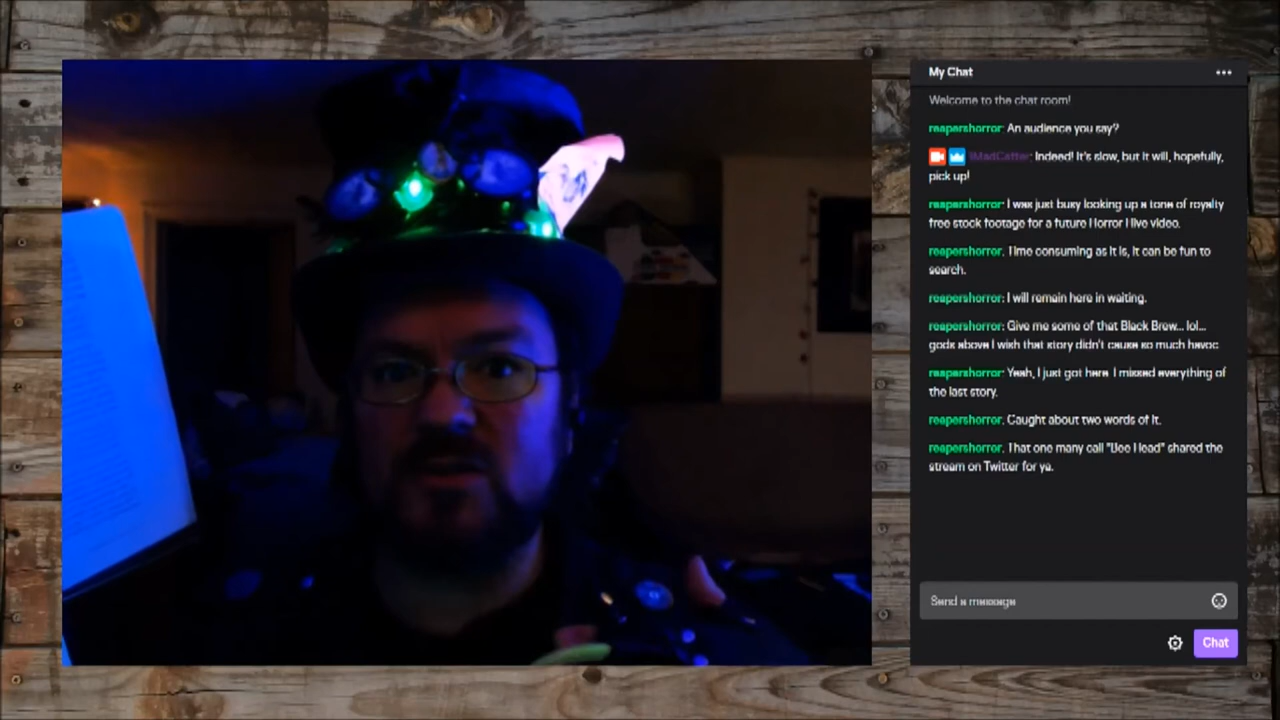 My Chat
Welcome to the chat room!
reapershorror: An audience you say?
iMadCatter: Indeed! It's slow, but it will, hopefully,
pick up!
reapershorror: I was just busy looking up a tone of royalty
free stock footage for a future Horror Hive video.
reapershorror: Time consuming as it is, it can be fun to
search.
reapershorror: I will remain here in waiting.
reapershorror: Give me some of that Black Brew... lol...
gods above I wish that story didn't cause so much havoc.
reapershorror: Yeah, I just got here. I missed everything of
the last story.
reapershorror: Caught about two words of it.
reapershorror: That one many call "Bee Head" shared the
stream on Twitter for ya.
Send a message
Chat